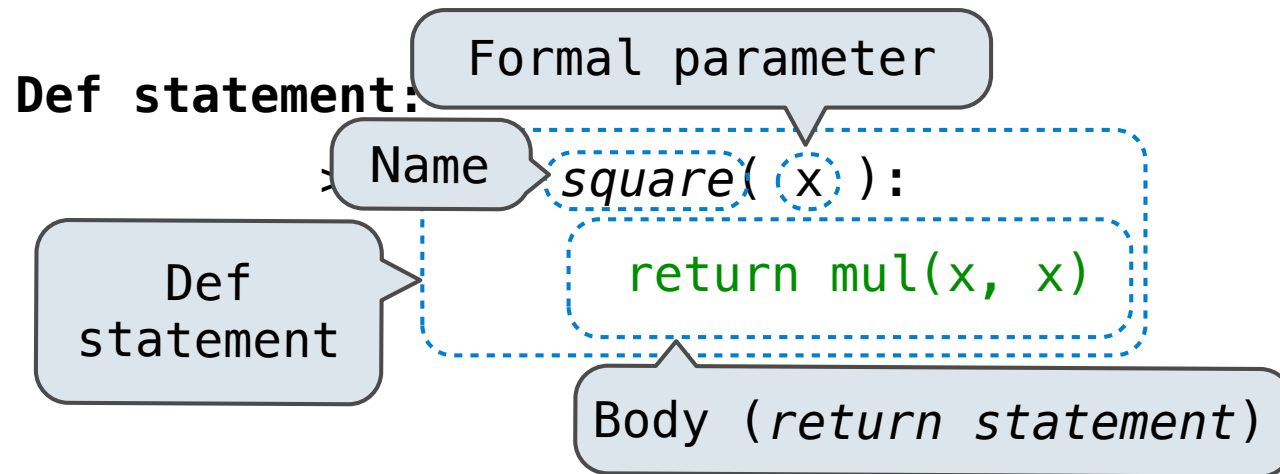 Formal parameter
Def statement:
Name
square( x ):
Def
statement
return mul(x, x)
Body (return statement)